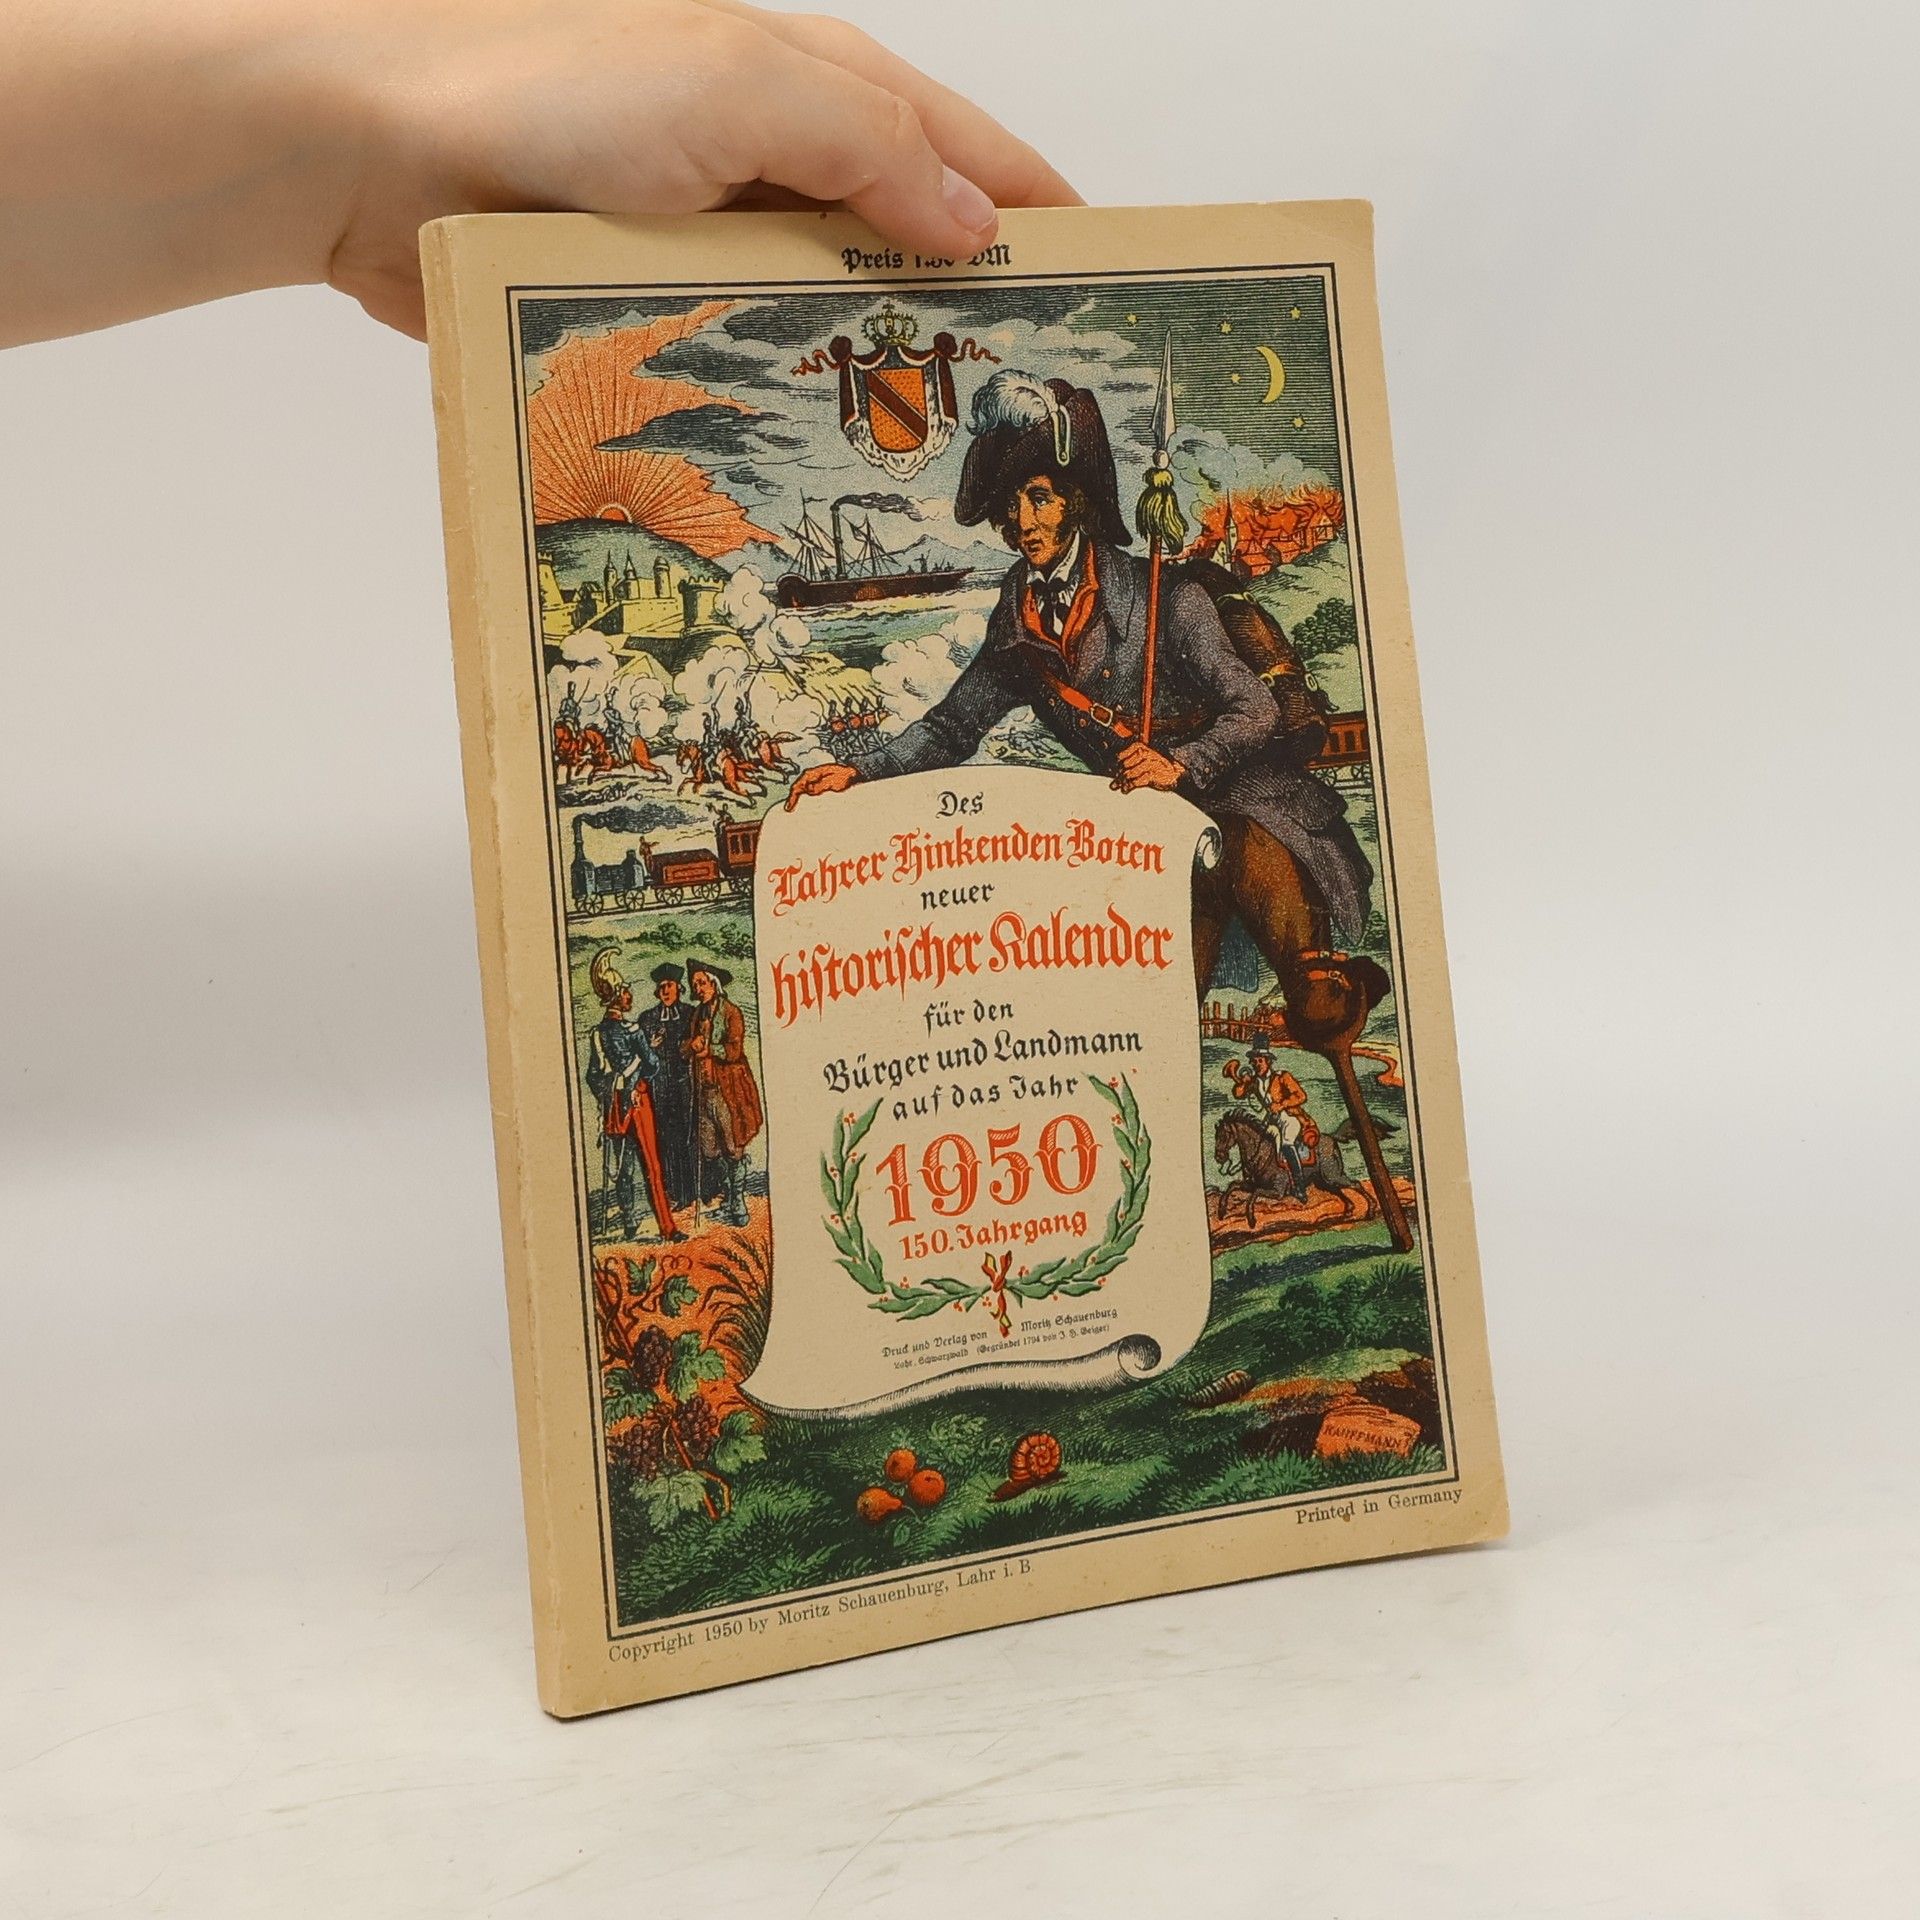 Preis DM
Des
Lahrer Hinkenden Boten
neuer
historischer Kalender
für den
Bürger und Landmann
auf das Jahr
1950
150. Jahrgang
Druck und Verlag von Moritz Schauenburg
Lahr, Schwarzwald (Gegründet 1794 von J. H. Geiger)
KAUFFMANN
Printed in Germany
Copyright 1950 by Moritz Schauenburg, Lahr i. B.